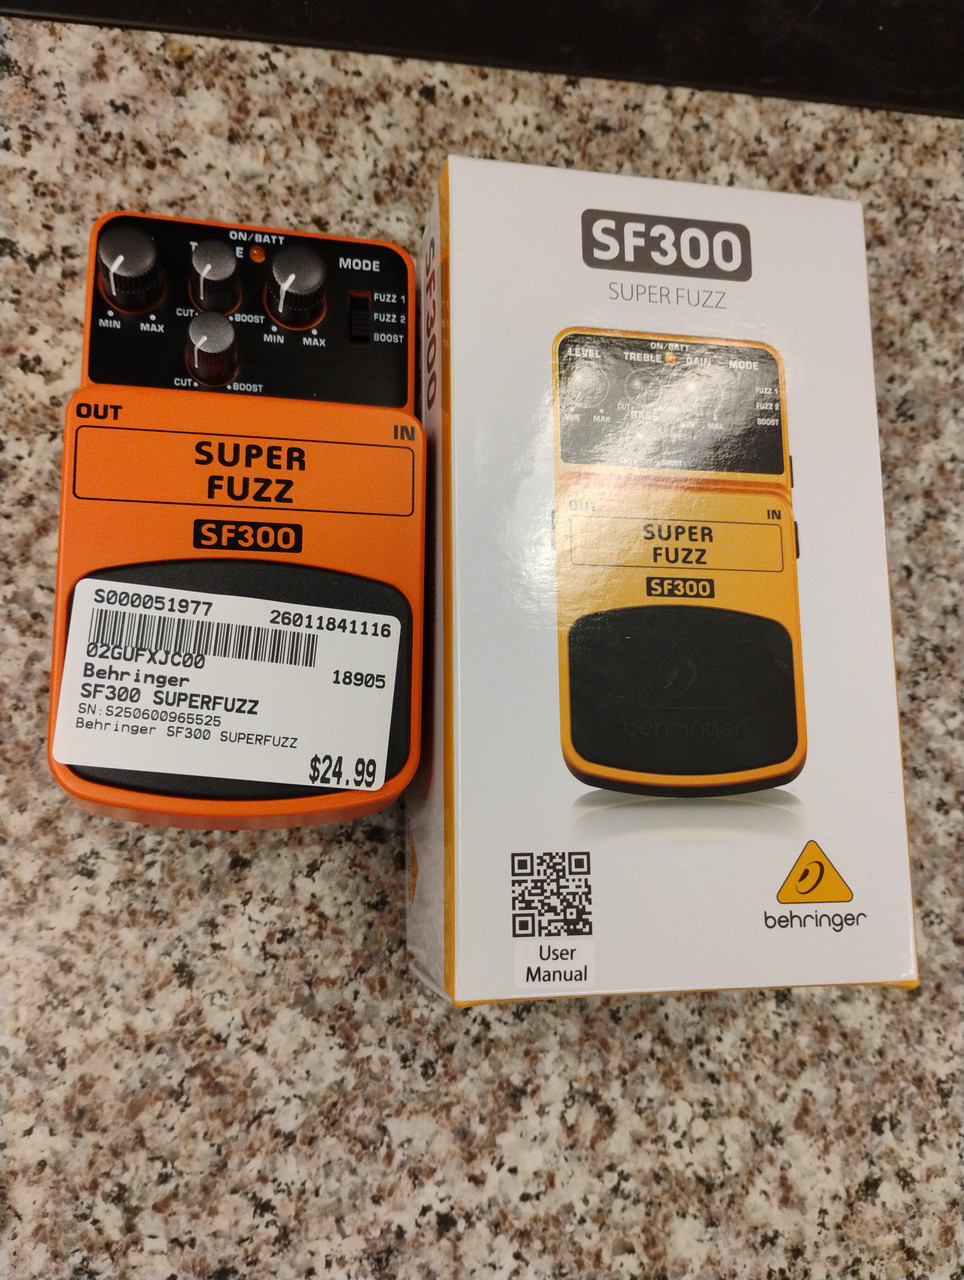 ON/BATT
T E
MODE
FUZZ 1
FUZZ 2
BOOST
MIN MAX
CUT BOOST
MIN MAX
CUT BOOST
OUT
IN
SUPER
FUZZ
SF300
S000051977 26011841116
02GUFXJC00
Behringer 18905
SF300 SUPERFUZZ
SN:S250600965525
Behringer SF300 SUPERFUZZ
$24.99
SF300
SF300
SUPER FUZZ
ON/BATT
LEVEL TREBLE GAIN MODE
FUZZ 1
FUZZ 2
BOOST
MIN MAX
CUT
BASS
MIN MAX
BOOST
OUT
IN
SUPER
FUZZ
SF300
behringer
User
Manual
behringer